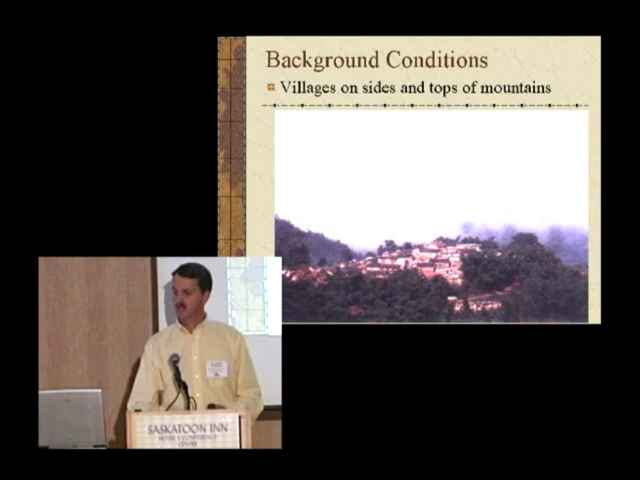 Background Conditions
Villages on sides and tops of mountains
SASKATOON INN
HOTEL & CONFERENCE
CENTRE